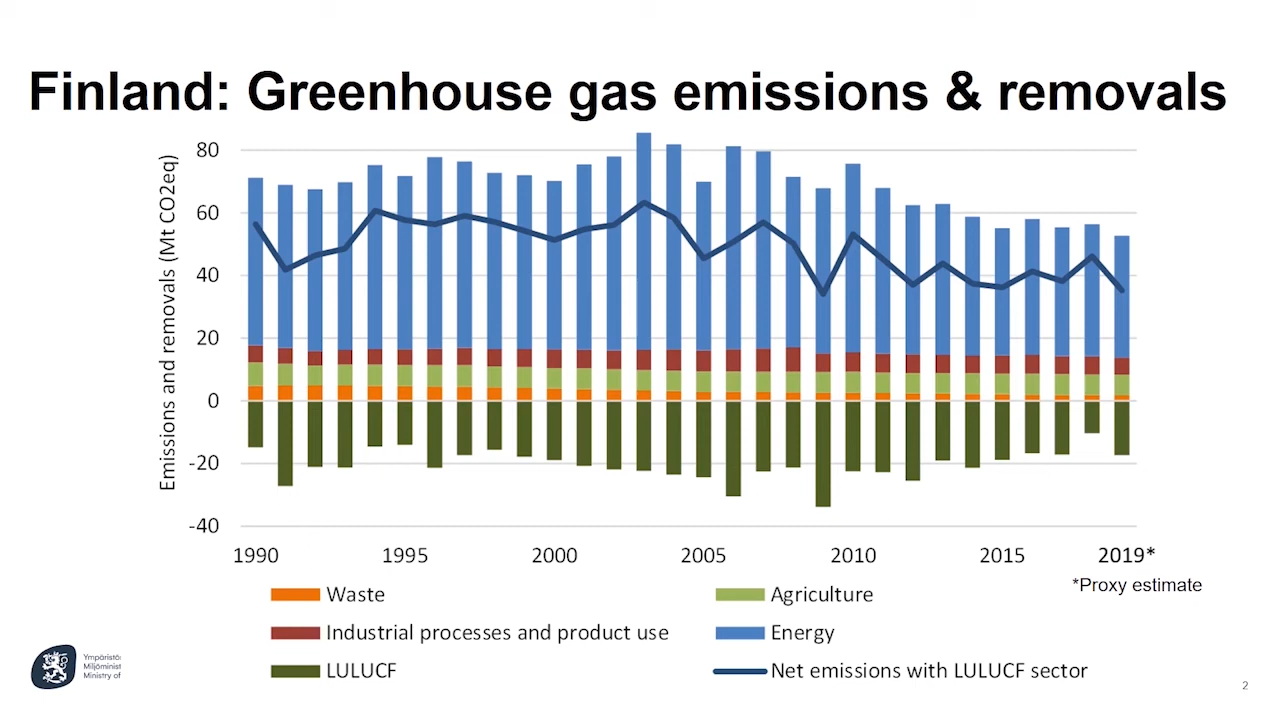 Finland: Greenhouse gas emissions & removals
Emissions and removals (Mt CO2eq)
80
60
40
20
0
-20
-40
1990 1995 2000 2005 2010 2015 2019*
*Proxy estimate
Waste
Agriculture
Industrial processes and product use
Energy
LULUCF
Net emissions with LULUCF sector
Ministry of
2